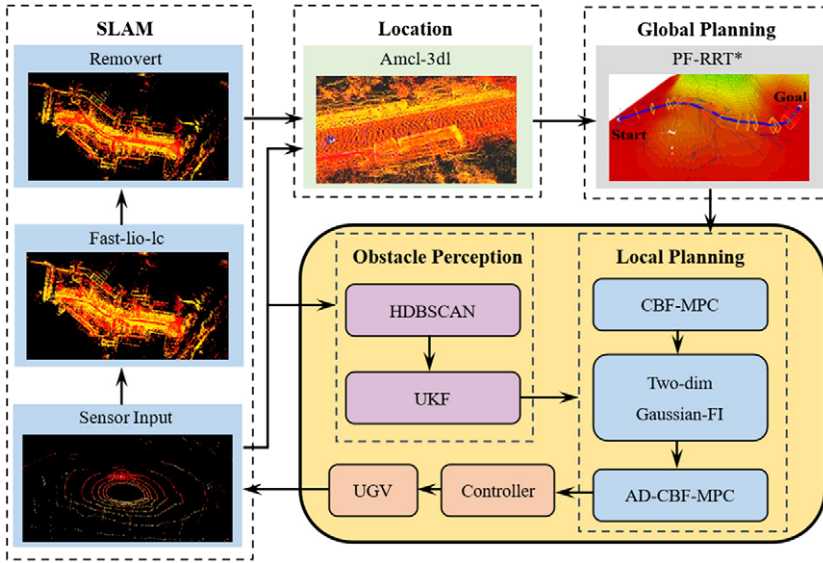 SLAM
Removert
Fast-lio-lc
Sensor Input
Location
Amcl-3dl
Global Planning
PF-RRT*
Start
Goal
Obstacle Perception
HDBSCAN
UKF
Local Planning
CBF-MPC
Two-dim
Gaussian-FI
AD-CBF-MPC
Controller
UGV